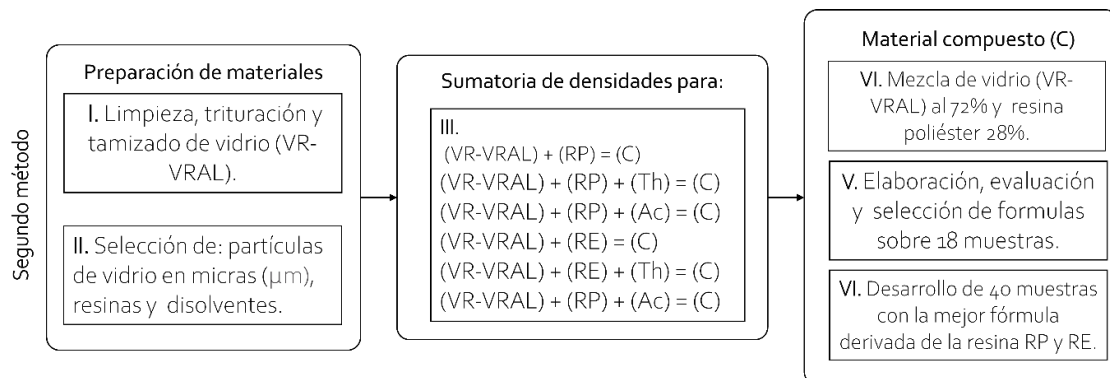 Segundo método
Preparación de materiales
I. Limpieza, trituración y
tamizado de vidrio (VR-
VRAL).
II. Selección de: partículas
de vidrio en micras (µm),
resinas y disolventes.
Sumatoria de densidades para:
III.
(VR-VRAL) + (RP) = (C)
(VR-VRAL) + (RP) + (Th) = (C)
(VR-VRAL) + (RP) + (Ac) = (C)
(VR-VRAL) + (RE) = (C)
(VR-VRAL) + (RE) + (Th) = (C)
(VR-VRAL) + (RP) + (Ac) = (C)
Material compuesto (C)
VI. Mezcla de vidrio (VR-
VRAL) al 72% y resina
poliéster 28%.
V. Elaboración, evaluación
y selección de formulas
sobre 18 muestras.
VI. Desarrollo de 40 muestras
con la mejor fórmula
derivada de la resina RP y RE.